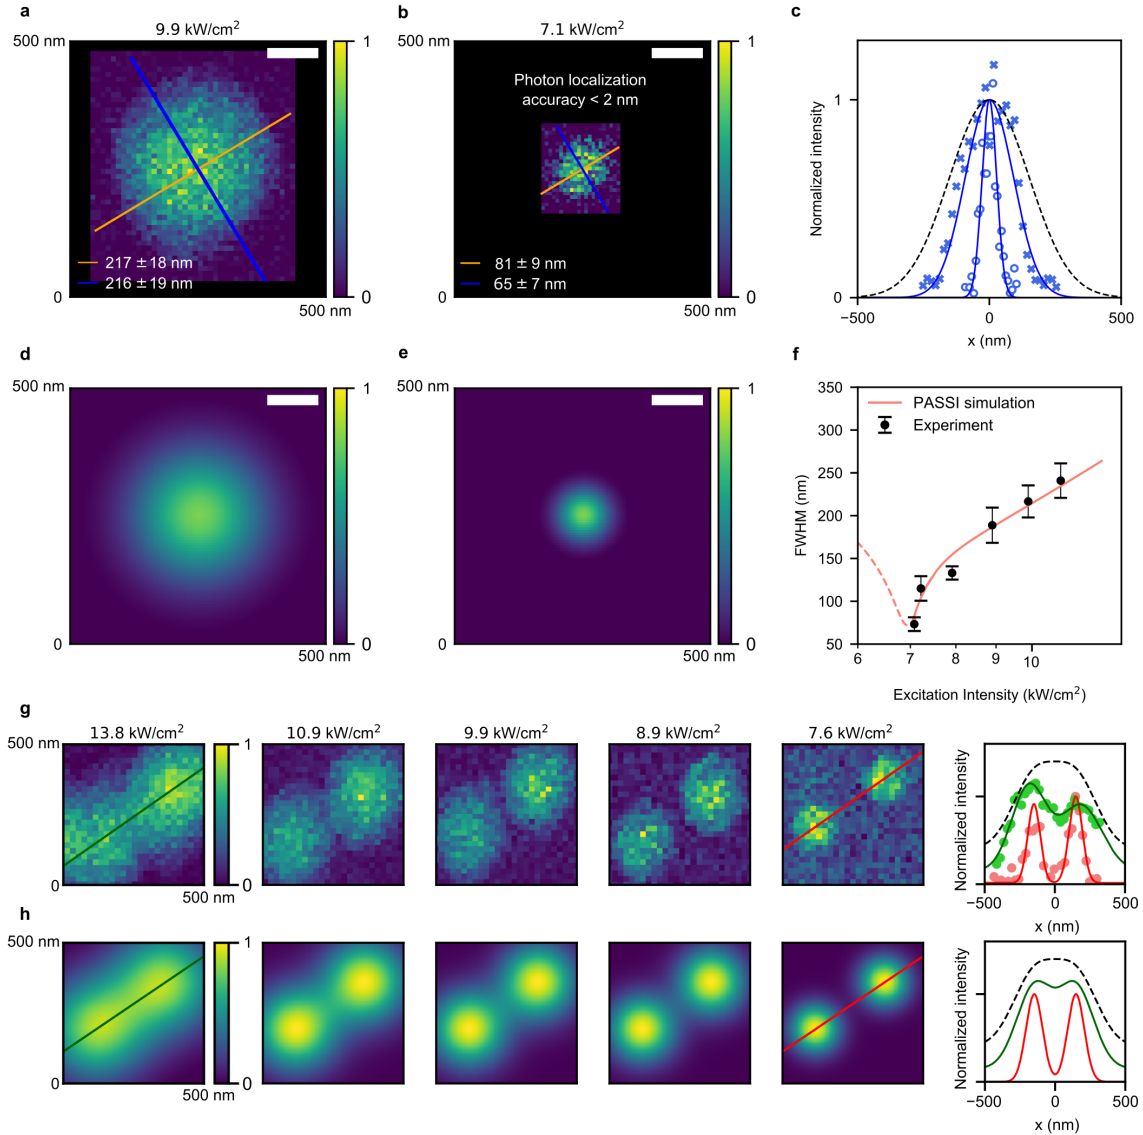 a
9.9 kW/cm²
500 nm
0
500 nm
1
0
217 ± 18 nm
216 ± 19 nm
b
7.1 kW/cm²
500 nm
0
500 nm
1
0
Photon localization
accuracy < 2 nm
81 ± 9 nm
65 ± 7 nm
c
Normalized intensity
1
0
−500
0
500
x (nm)
d
500 nm
0
500 nm
1
0
e
500 nm
0
500 nm
1
0
f
PASSI simulation
Experiment
FWHM (nm)
350
300
250
200
150
100
50
6
7
8
9
10
Excitation Intensity (kW/cm²)
g
13.8 kW/cm²
10.9 kW/cm²
9.9 kW/cm²
8.9 kW/cm²
7.6 kW/cm²
500 nm
0
500 nm
1
0
Normalized intensity
−500
0
500
x (nm)
h
500 nm
0
500 nm
1
0
Normalized intensity
−500
0
500
x (nm)